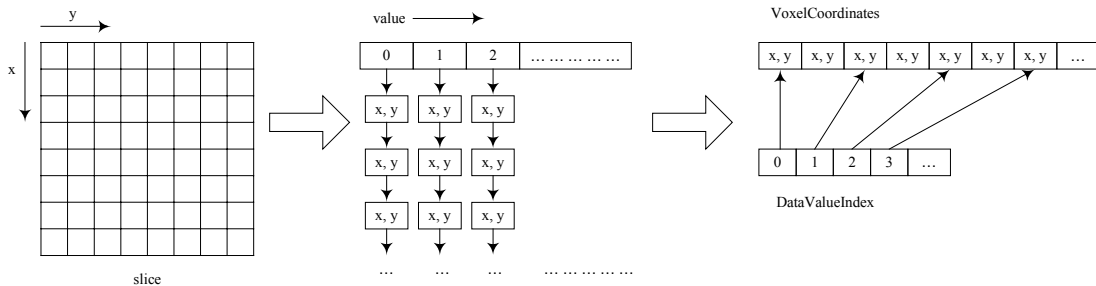 y
x
slice
value
0 1 2 ... ... ... ... ...
x, y x, y x, y
x, y x, y x, y
x, y x, y x, y
... ... ... ... ... ... ... ...
VoxelCoordinates
x, y x, y x, y x, y x, y x, y x, y ...
0 1 2 3 ...
DataValueIndex